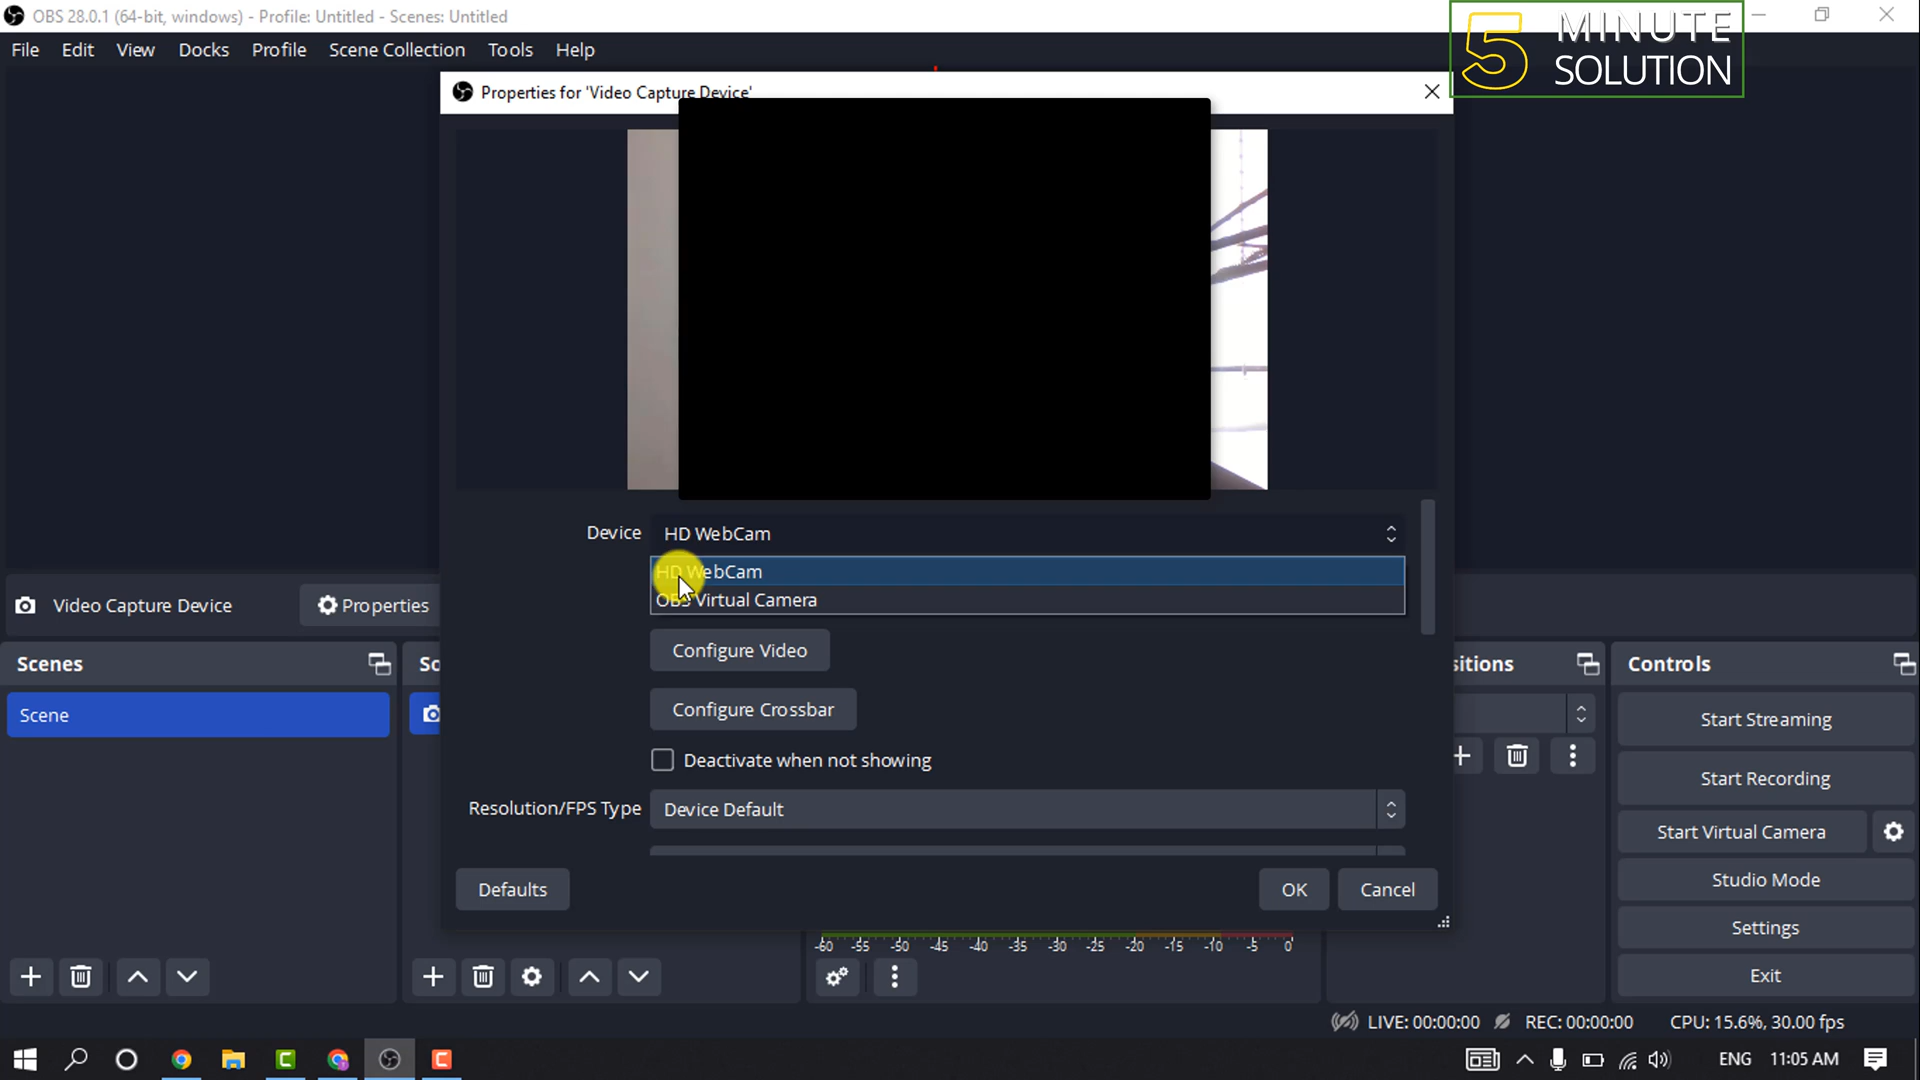 OBS 28.0.1 (64-bit, windows) - Profile: Untitled - Scenes: Untitled
5 MINUTE SOLUTION
File Edit View Docks Profile Scene Collection Tools Help
Properties for 'Video Capture Device'
Device HD WebCam
HD WebCam
OBS Virtual Camera
Video Capture Device Properties
Configure Video
Configure Crossbar
Deactivate when not showing
Resolution/FPS Type Device Default
Defaults OK Cancel
Scenes
Scene
So
sitions
Controls
Start Streaming
Start Recording
Start Virtual Camera
Studio Mode
Settings
Exit
-60 -55 -50 -45 -40 -35 -30 -25 -20 -15 -10 -5 0
LIVE: 00:00:00 REC: 00:00:00 CPU: 15.6%, 30.00 fps
ENG 11:05 AM